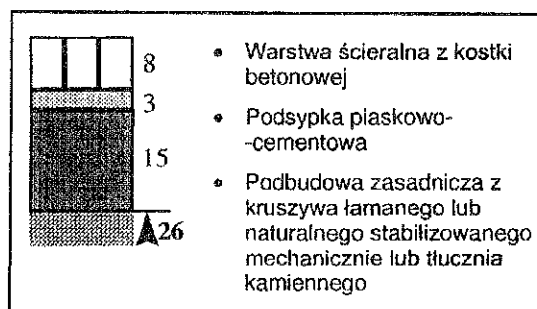 8
3
15
26
• Warstwa ścieralna z kostki
betonowej
• Podsypka piaskowo-
-cementowa
• Podbudowa zasadnicza z
kruszywa łamanego lub
naturalnego stabilizowanego
mechanicznie lub tłucznia
kamiennego